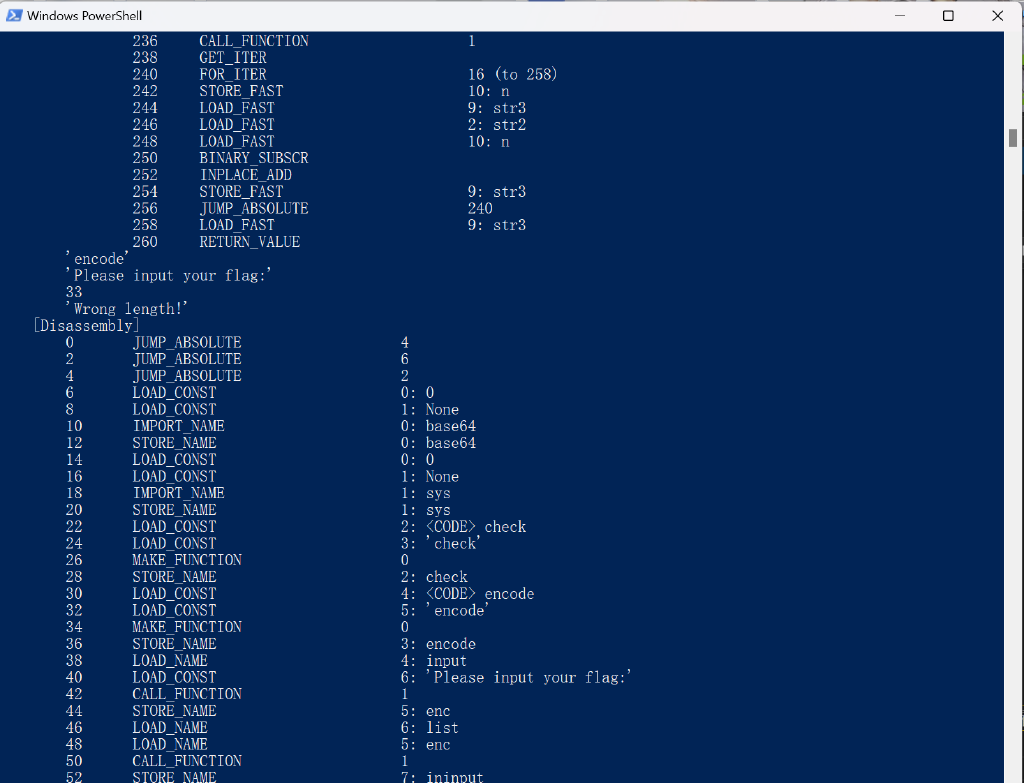 Windows PowerShell
236 CALL_FUNCTION 1
238 GET_ITER
240 FOR_ITER 16 (to 258)
242 STORE_FAST 10: n
244 LOAD_FAST 9: str3
246 LOAD_FAST 2: str2
248 LOAD_FAST 10: n
250 BINARY_SUBSCR
252 INPLACE_ADD
254 STORE_FAST 9: str3
256 JUMP_ABSOLUTE 240
258 LOAD_FAST 9: str3
260 RETURN_VALUE
'encode'
'Please input your flag:'
33
'Wrong length!'
[Disassembly]
0 JUMP_ABSOLUTE 4
2 JUMP_ABSOLUTE 6
4 JUMP_ABSOLUTE 2
6 LOAD_CONST 0: 0
8 LOAD_CONST 1: None
10 IMPORT_NAME 0: base64
12 STORE_NAME 0: base64
14 LOAD_CONST 0: 0
16 LOAD_CONST 1: None
18 IMPORT_NAME 1: sys
20 STORE_NAME 1: sys
22 LOAD_CONST 2: <CODE> check
24 LOAD_CONST 3: 'check'
26 MAKE_FUNCTION 0
28 STORE_NAME 2: check
30 LOAD_CONST 4: <CODE> encode
32 LOAD_CONST 5: 'encode'
34 MAKE_FUNCTION 0
36 STORE_NAME 3: encode
38 LOAD_NAME 4: input
40 LOAD_CONST 6: 'Please input your flag:'
42 CALL_FUNCTION 1
44 STORE_NAME 5: enc
46 LOAD_NAME 6: list
48 LOAD_NAME 5: enc
50 CALL_FUNCTION 1
52 STORE_NAME 7: ininput